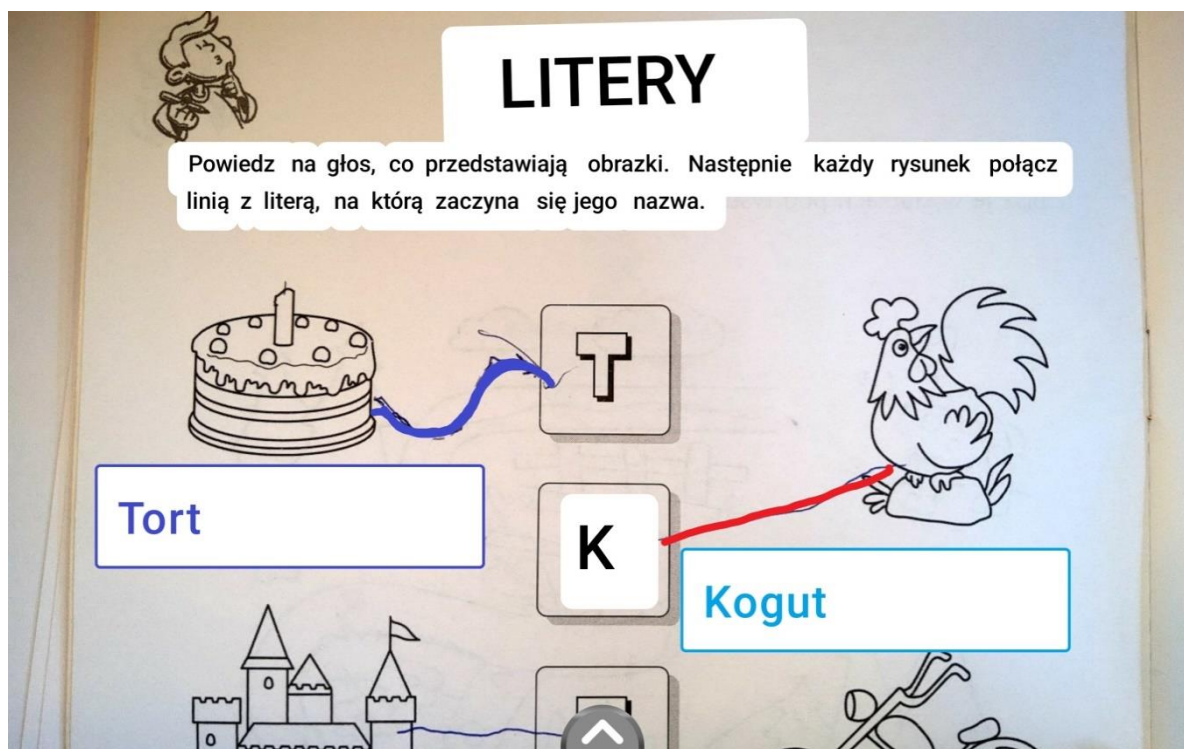 LITERY
Powiedz na głos, co przedstawiają obrazki. Następnie każdy rysunek połącz
linią z literą, na którą zaczyna się jego nazwa.
T
Tort
K
Kogut